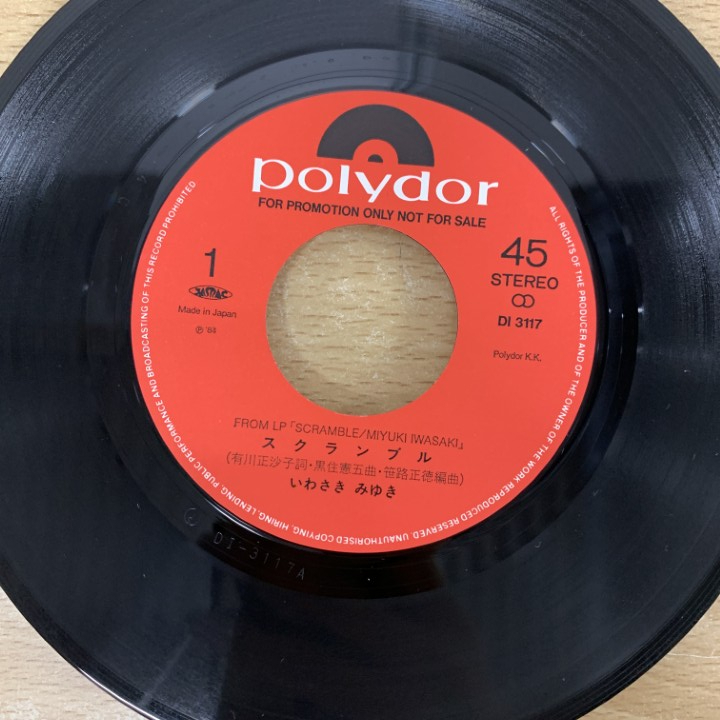 polydor
FOR PROMOTION ONLY NOT FOR SALE
1
45
STEREO
JASRAC
DI 3117
Made in Japan
Polydor K.K.
FROM LP「SCRAMBLE/MIYUKI IWASAKI」
スクランブル
(有川正沙子詞・黒住憲五曲・笹路正徳編曲)
いわさき みゆき
ALL RIGHTS OF THE PRODUCER AND OF THE OWNER OF THE WORK REPRODUCED RESERVED UNAUTHORISED COPYING, HIRING, LENDING, PUBLIC PERFORMANCE AND BROADCASTING OF THIS RECORD PROHIBITED
DI-3117A